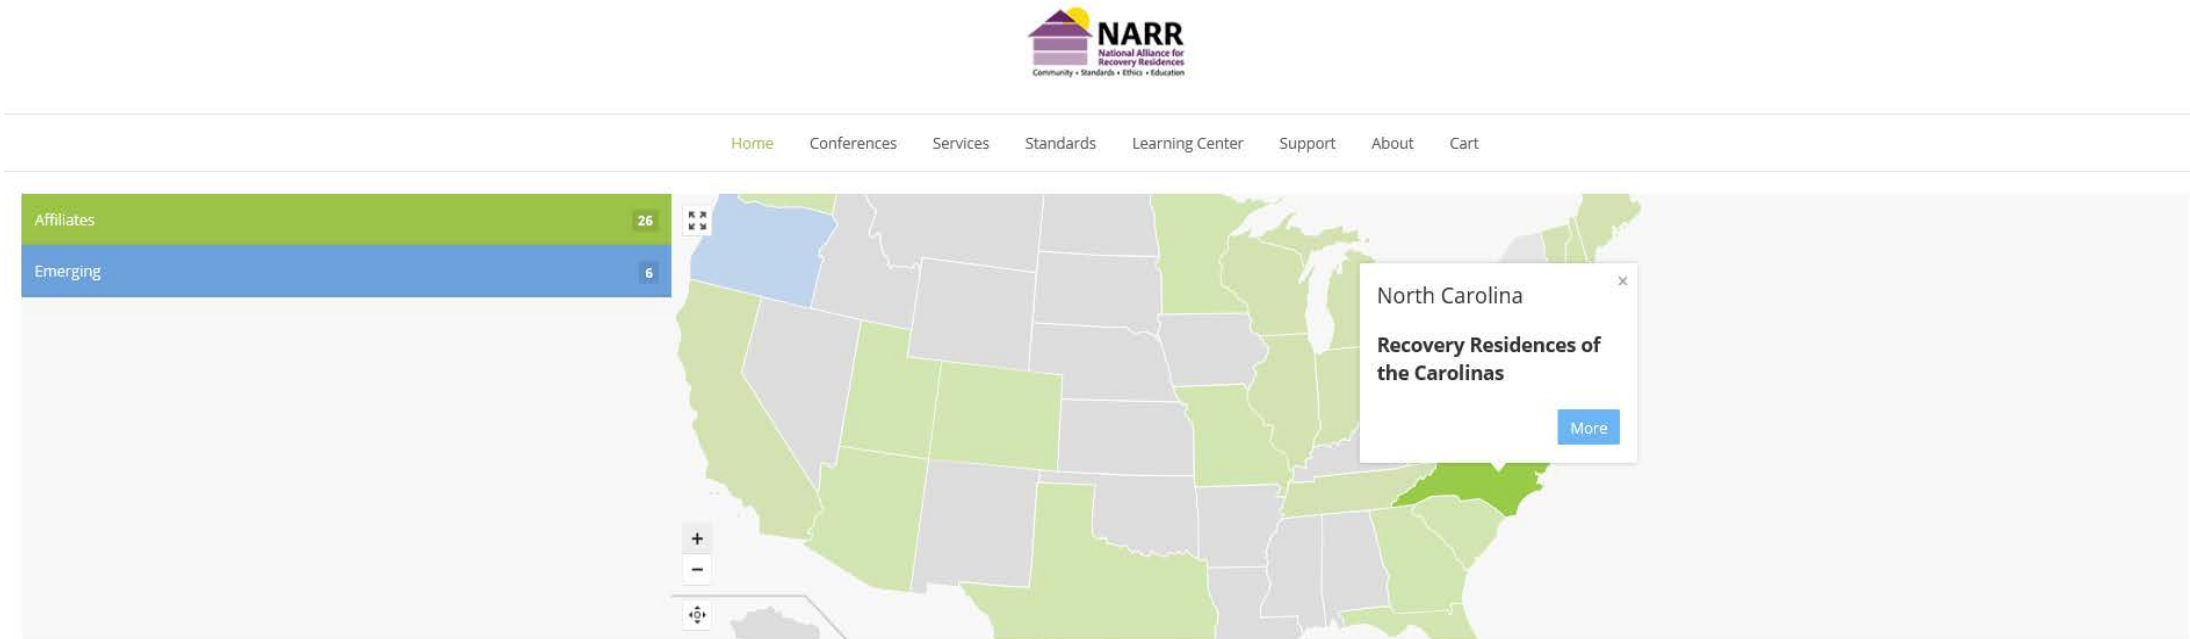 NARR
National Alliance for
Recovery Residences
Community • Standards • Ethics • Education
Home Conferences Services Standards Learning Center Support About Cart
Affiliates 26
Emerging 6
×
North Carolina
Recovery Residences of
the Carolinas
More
+
−